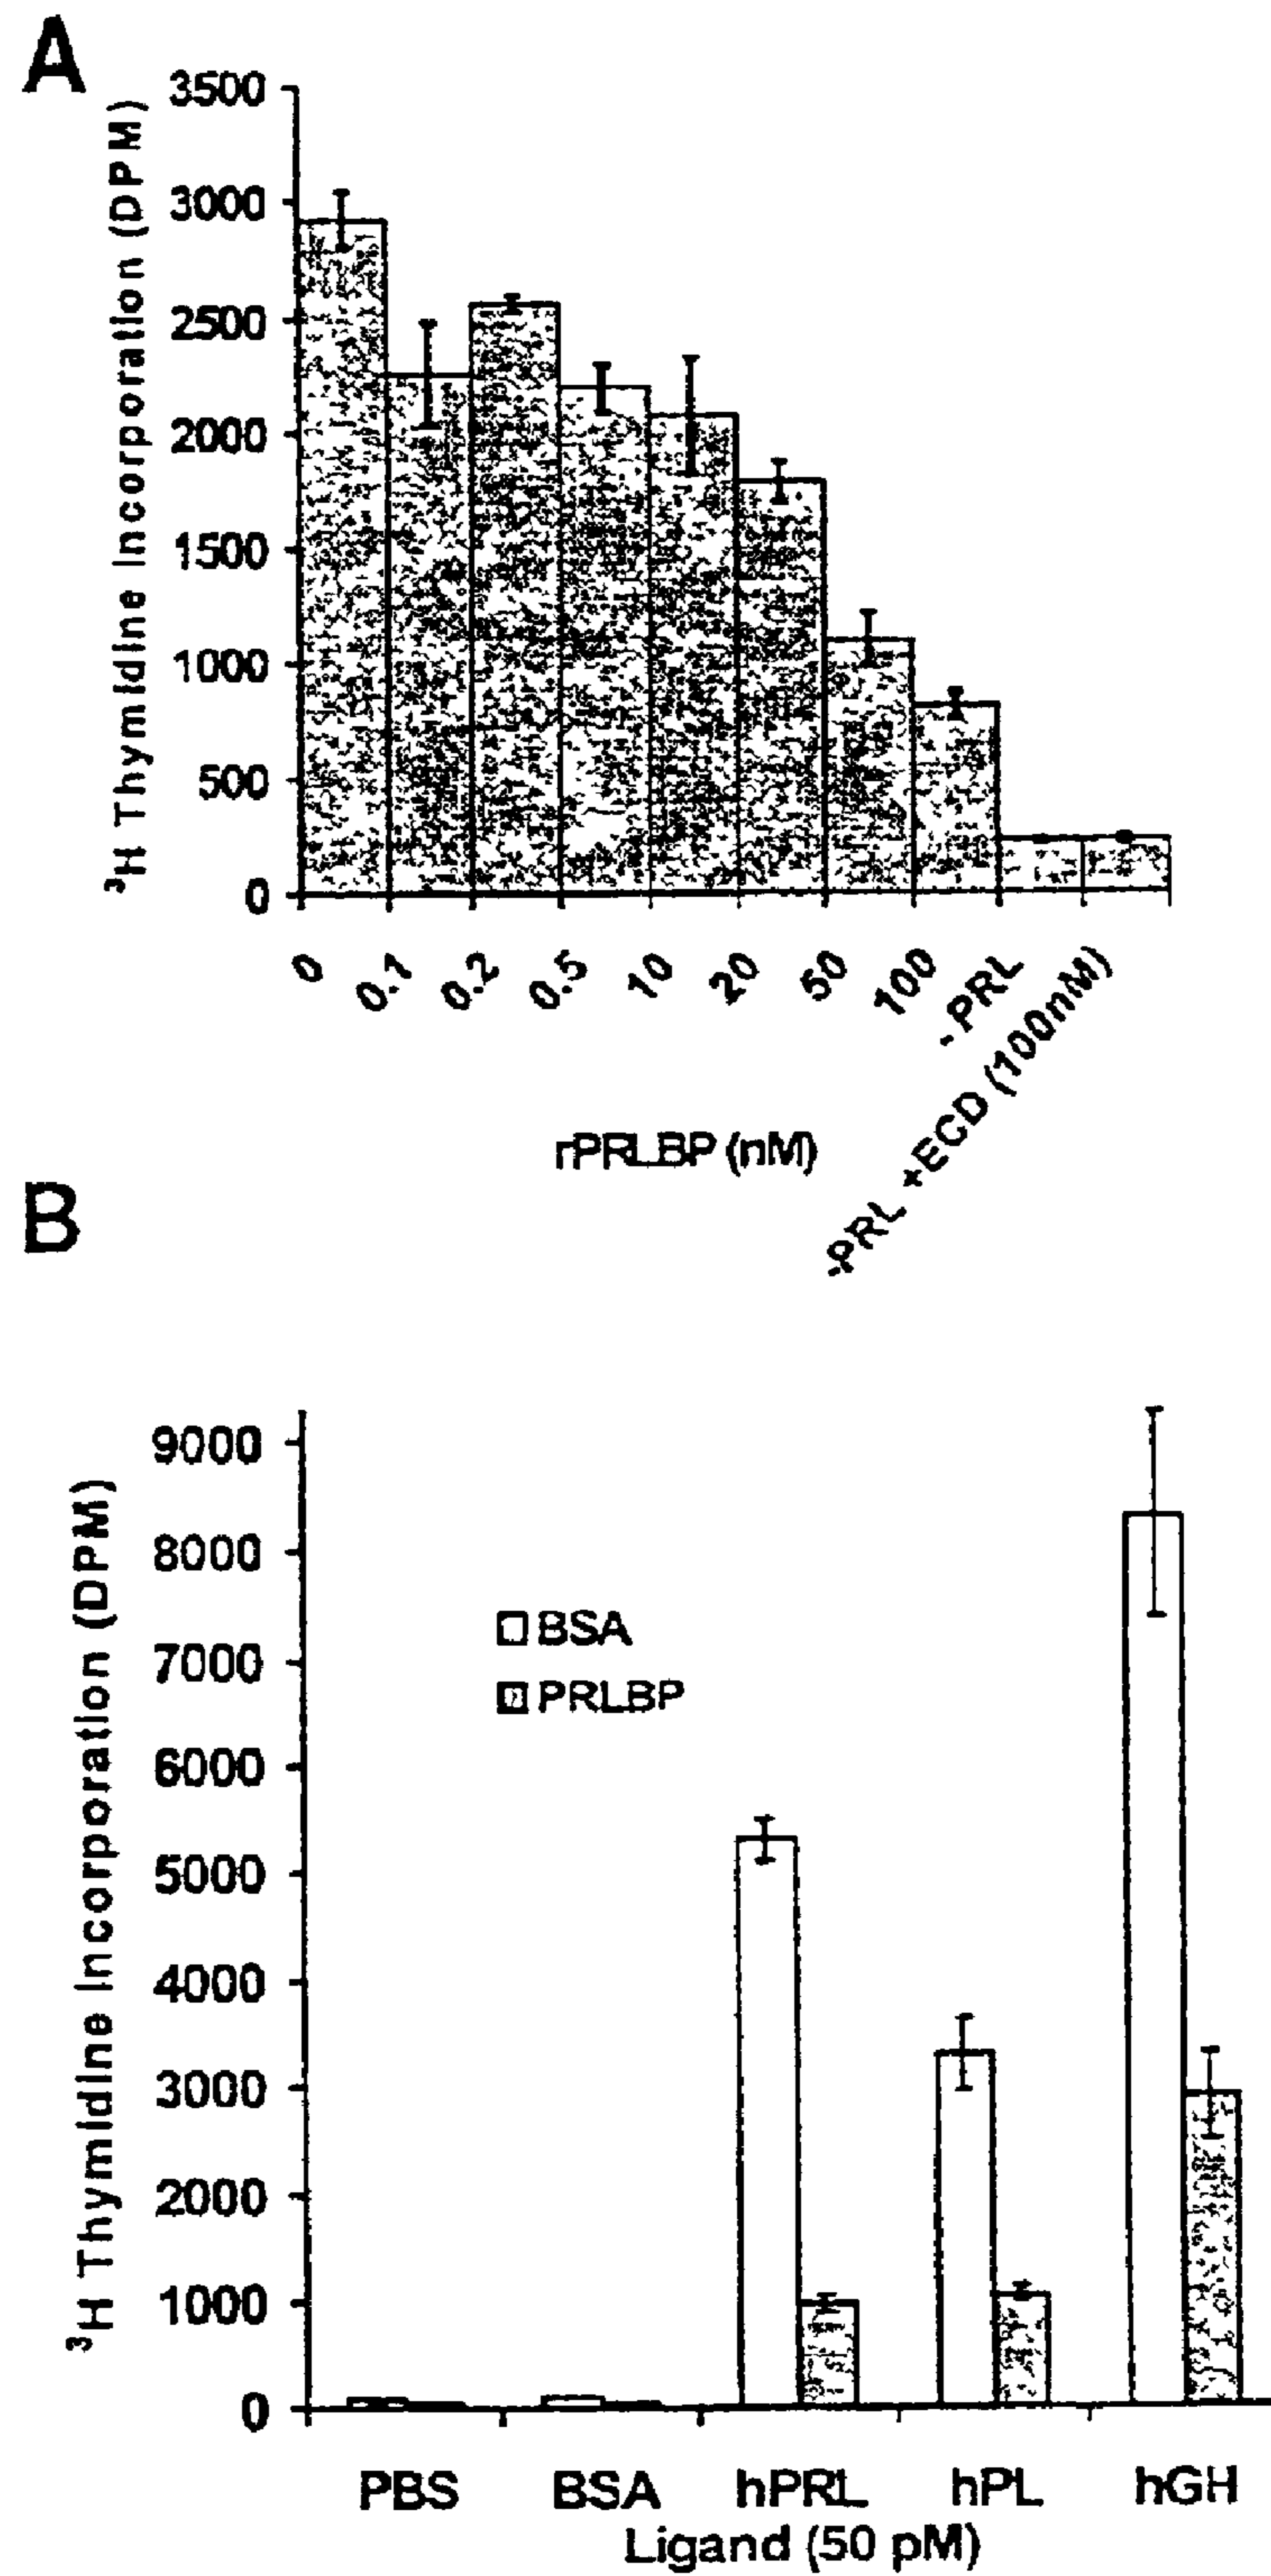 A
³H Thymidine Incorporation (DPM)
3500
3000
2500
2000
1500
1000
500
0
0
0.1
0.2
0.5
10
20
50
100
- PRL
-PRL +ECD (100nM)
rPRLBP (nM)
B
³H Thymidine Incorporation (DPM)
9000
8000
7000
6000
5000
4000
3000
2000
1000
0
BSA
PRLBP
PBS
BSA
hPRL
hPL
hGH
Ligand (50 pM)